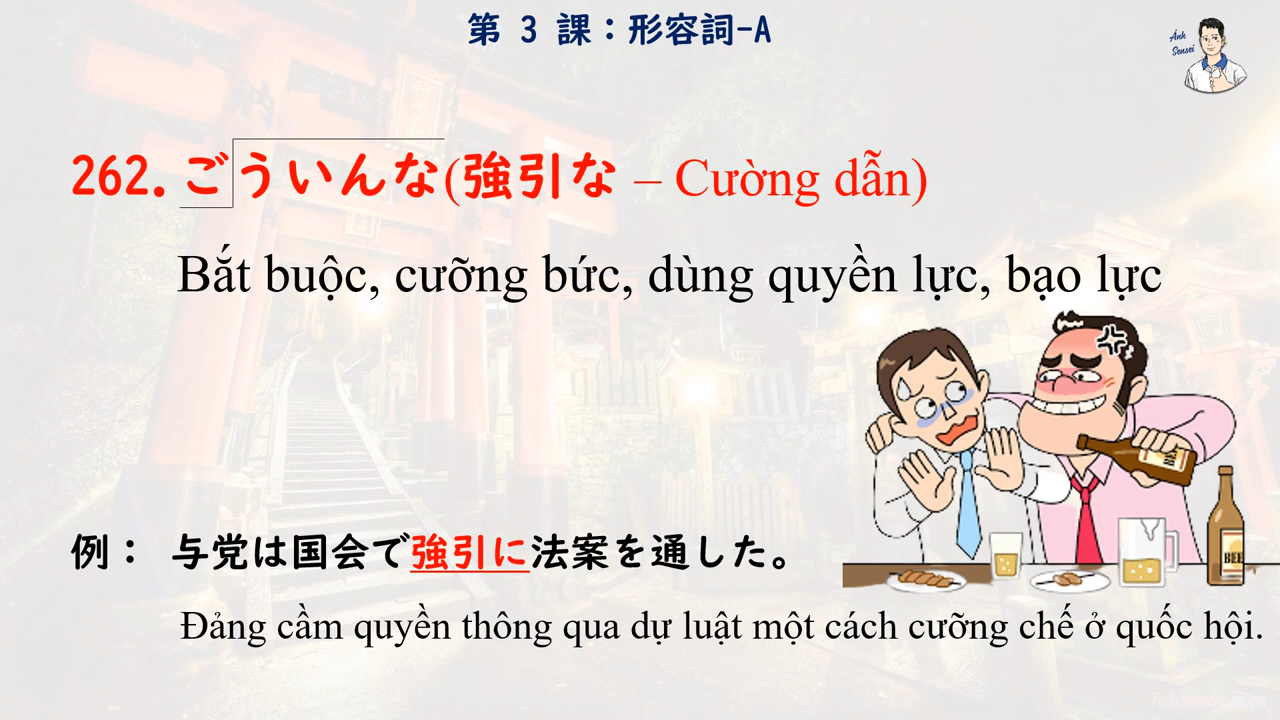 第 3 課：形容詞-A
Ánh
Sensei
262.ごういんな(強引な – Cường dẫn)
Bắt buộc, cưỡng bức, dùng quyền lực, bạo lực
BEE
例： 与党は国会で強引に法案を通した。
Đảng cầm quyền thông qua dự luật một cách cưỡng chế ở quốc hội.